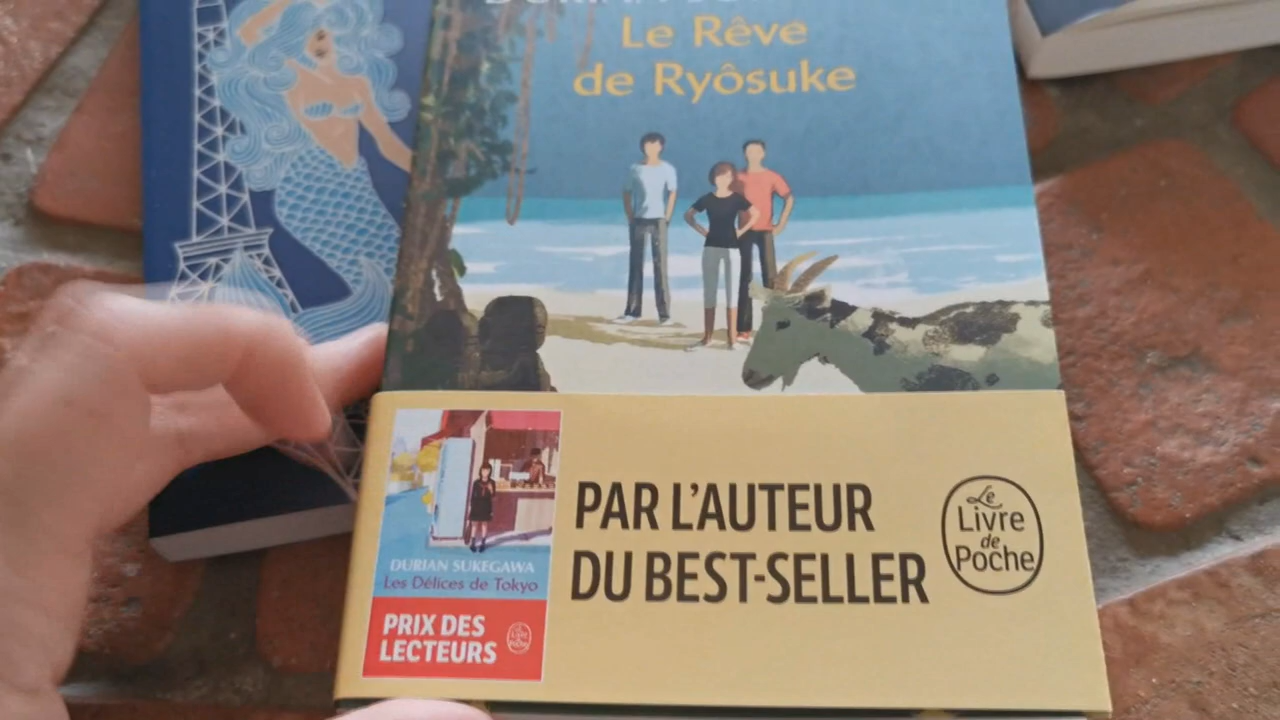 Le Rêve
de Ryôsuke
PAR L'AUTEUR
DU BEST-SELLER
Le
Livre
de
Poche
DURIAN SUKEGAWA
Les Délices de Tokyo
PRIX DES
LECTEURS